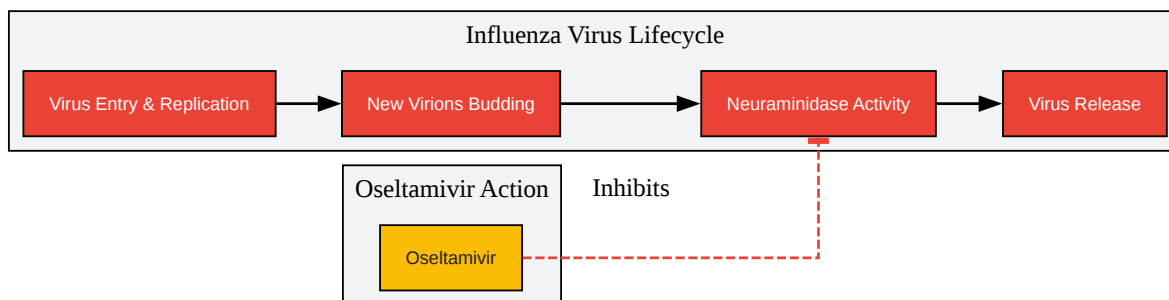 Influenza Virus Lifecycle
Virus Entry & Replication
New Virions Budding
Neuraminidase Activity
Virus Release
Oseltamivir Action
Inhibits
Oseltamivir